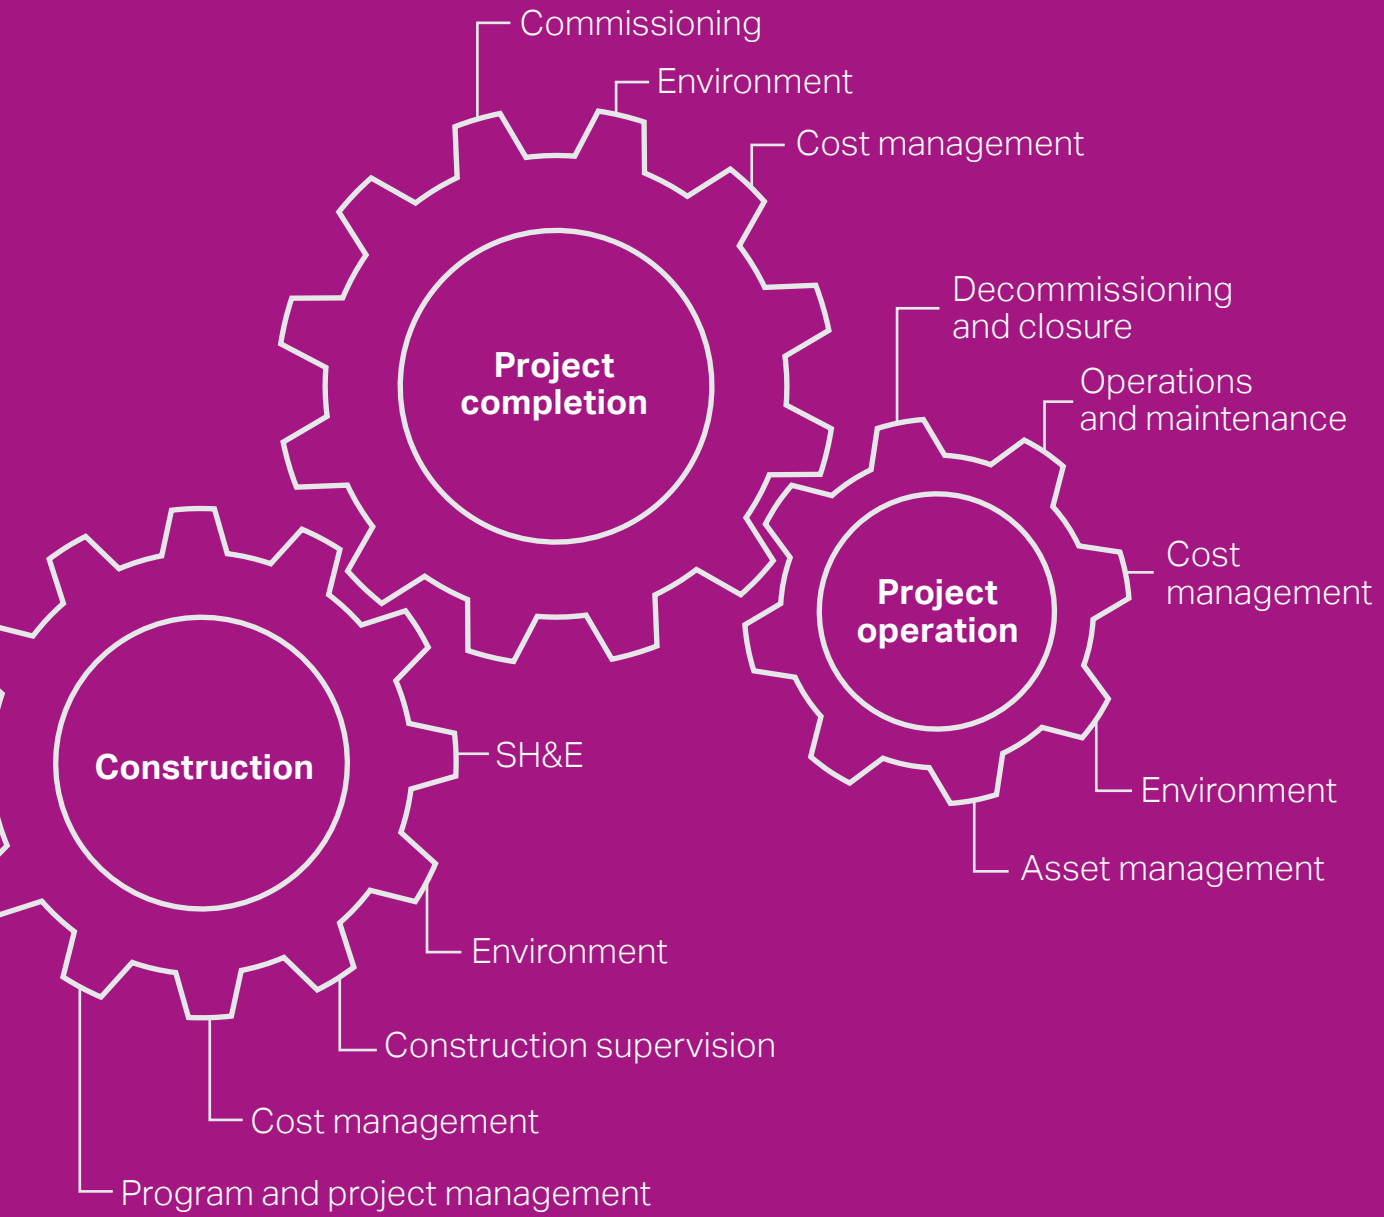 Commissioning
Environment
Cost management
Project
completion
Decommissioning
and closure
Operations
and maintenance
Cost
management
Project
operation
Environment
Asset management
Construction
SH&E
Environment
Construction supervision
Cost management
Program and project management